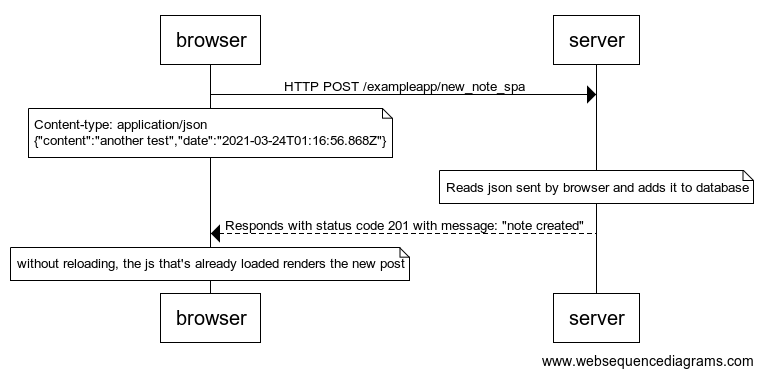 browser
server
HTTP POST /exampleapp/new_note_spa
Content-type: application/json
{"content":"another test","date":"2021-03-24T01:16:56.868Z"}
Reads json sent by browser and adds it to database
Responds with status code 201 with message: "note created"
without reloading, the js that's already loaded renders the new post
browser
server
www.websequencediagrams.com